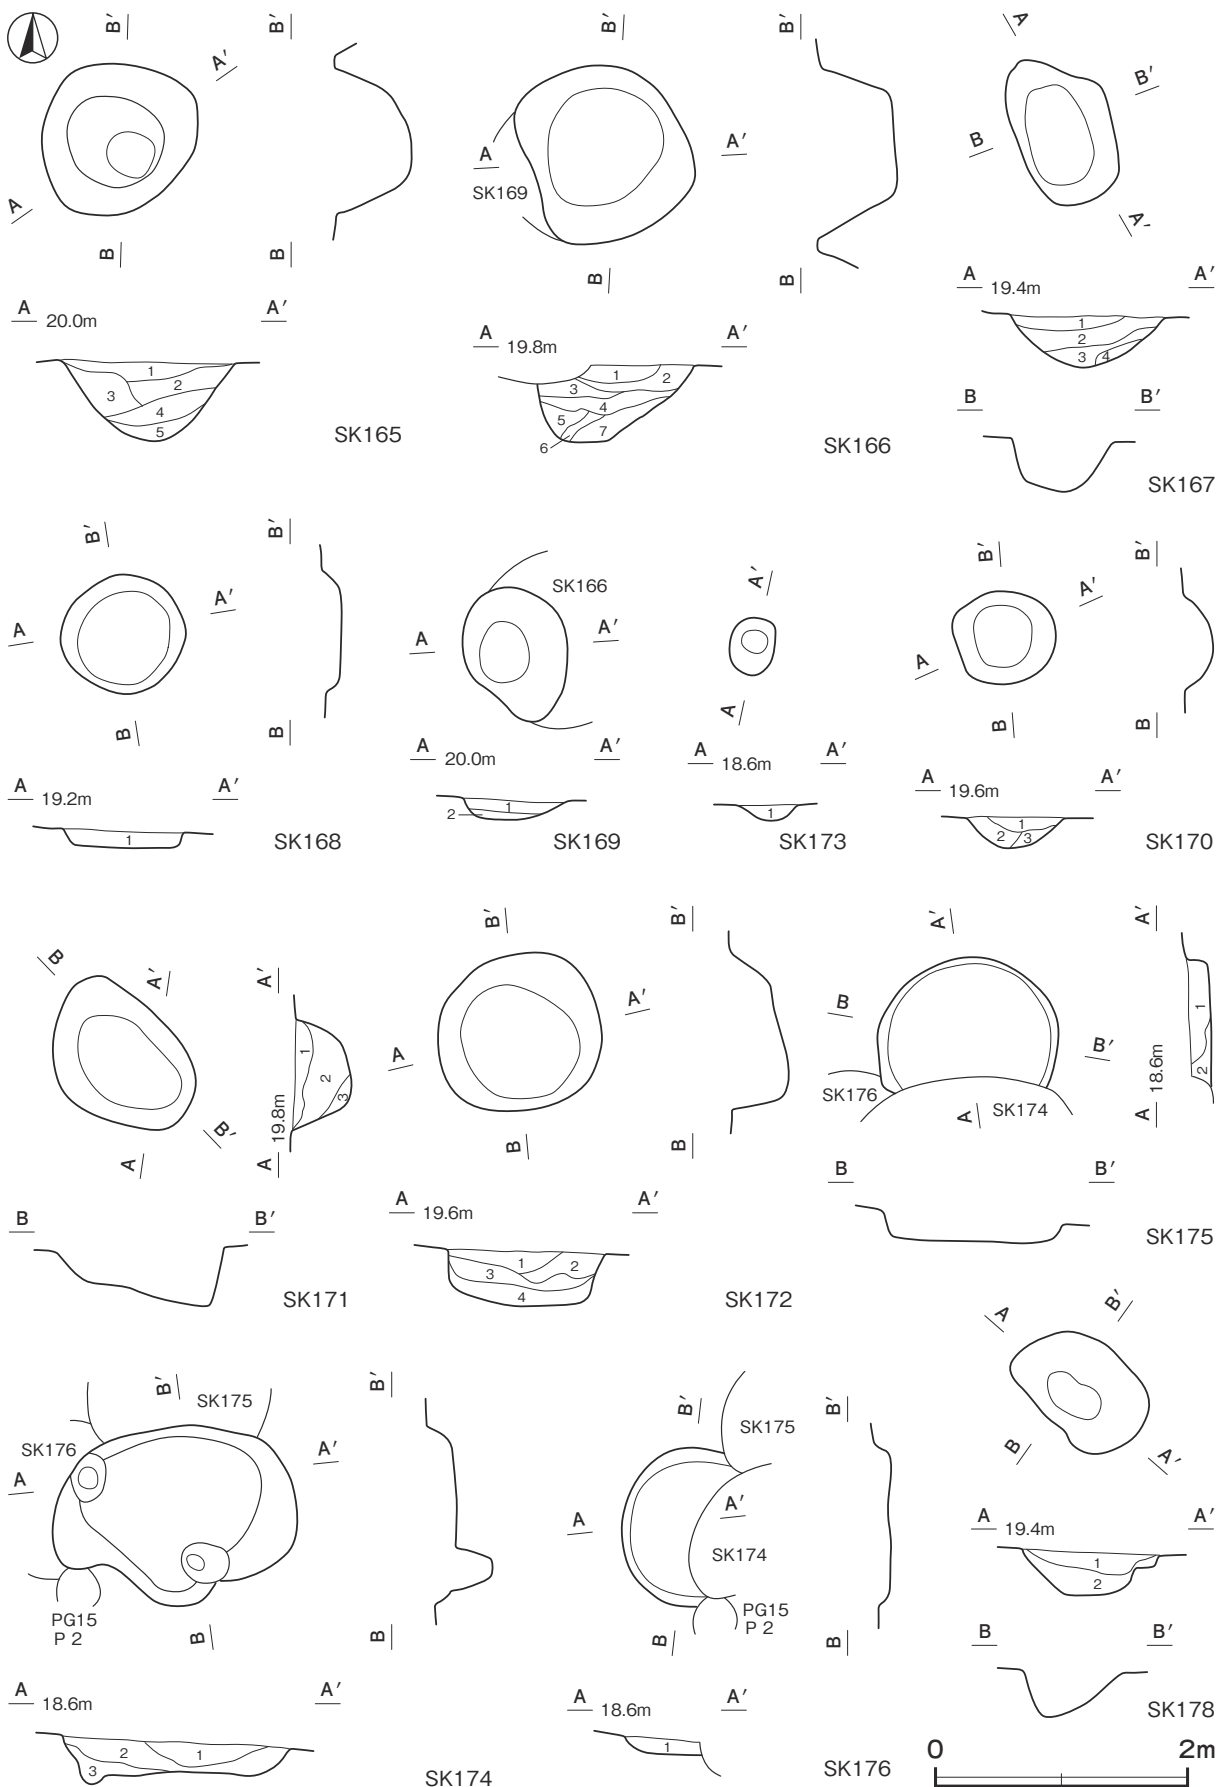 B' A' A B
B' B
A 20.0m A'
1 2 3 4 5
SK165
B' A' A SK169 B
B' B
A 19.8m A'
1 2 3 4 5 6 7
SK166
A B' B A'
A 19.4m A'
1 2 3 4
B B'
SK167
B' A' A B
B' B
A 19.2m A'
1
SK168
SK166
A A'
A 20.0m A'
1 2
SK169
A' A
A 18.6m A'
1
SK173
B' A' A B
B' B
A 19.6m A'
1 2 3
SK170
B A' A B'
A' 19.8m A
1 2 3
B B'
SK171
B' A' A B
B' B
A 19.6m A'
1 2 3 4
SK172
A' B B' A
SK176 SK174
A' 18.6m A
1 2
B B'
SK175
B' SK175
SK176 A' A
PG15
P 2
B
B' B
A 18.6m A'
1 2 3
SK174
B' SK175
A A'
SK174
PG15
P 2
B
B' B
A 18.6m A'
1
SK176
A B' B A'
A 19.4m A'
1 2
B B'
SK178
0 2m